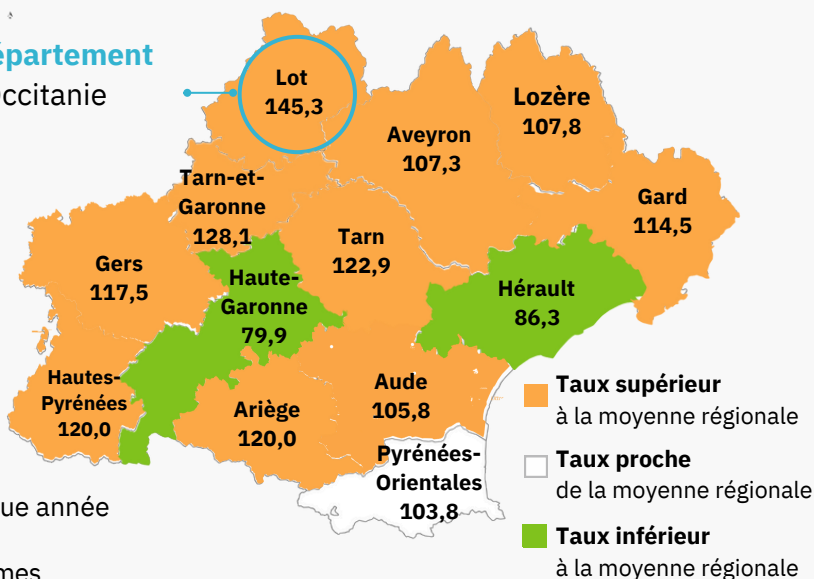 épartement
ccitanie
Lot
145,3
Lozère
107,8
Aveyron
107,3
Tarn-et-
Garonne
128,1
Gard
114,5
Tarn
122,9
Gers
117,5
Haute-
Garonne
79,9
Hérault
86,3
Hautes-
Pyrénées
120,0
Ariège
120,0
Aude
105,8
Pyrénées-
Orientales
103,8
Taux supérieur
à la moyenne régionale
Taux proche
de la moyenne régionale
Taux inférieur
à la moyenne régionale
ue année
mes